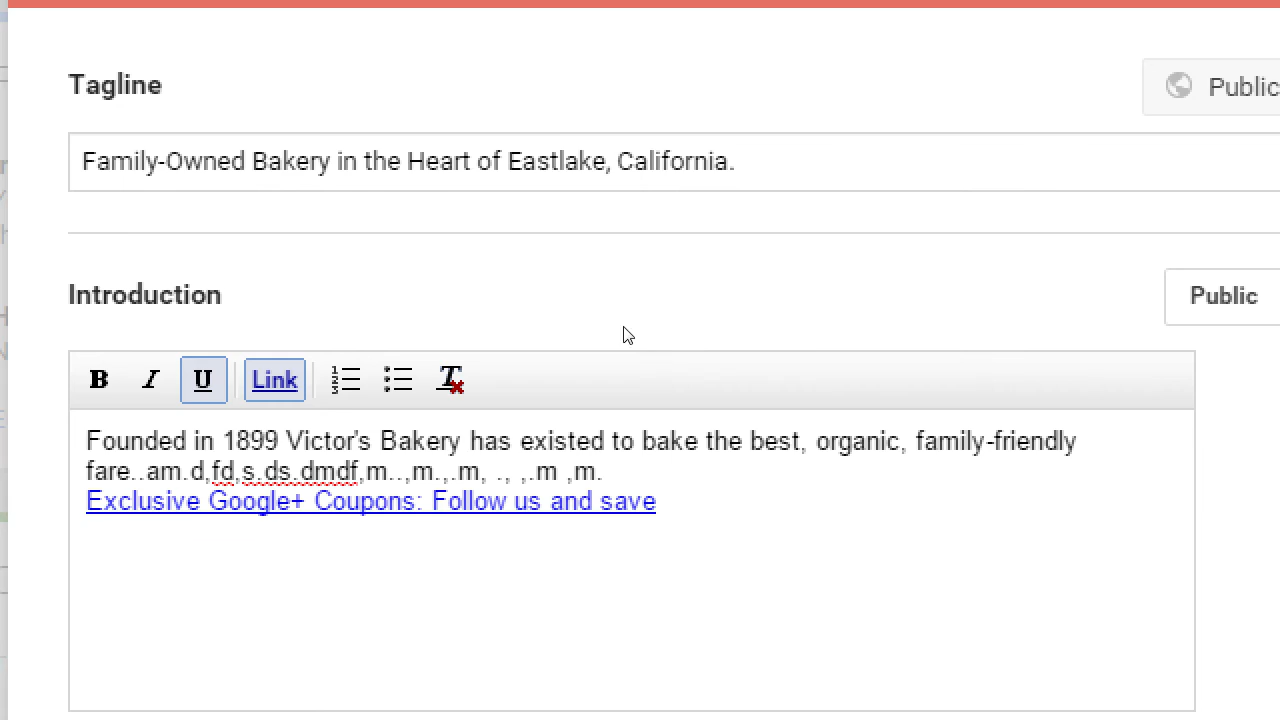 Tagline
Public
Family-Owned Bakery in the Heart of Eastlake, California.
Introduction
Public
B I U Link
Founded in 1899 Victor's Bakery has existed to bake the best, organic, family-friendly
fare..am.d,fd,s.ds.dmdf,m..,m.,.m, ., ,.m ,m.
Exclusive Google+ Coupons: Follow us and save